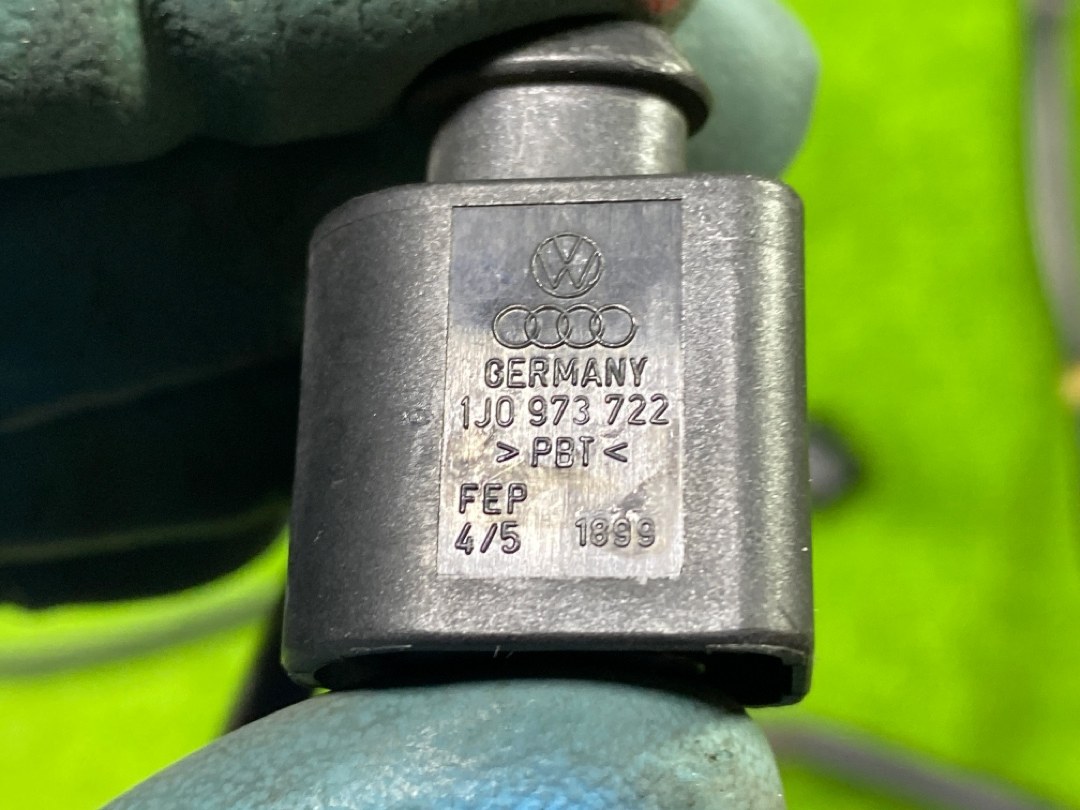 GERMANY
1J0 973 722
>PBT<
FEP
4/5 1899